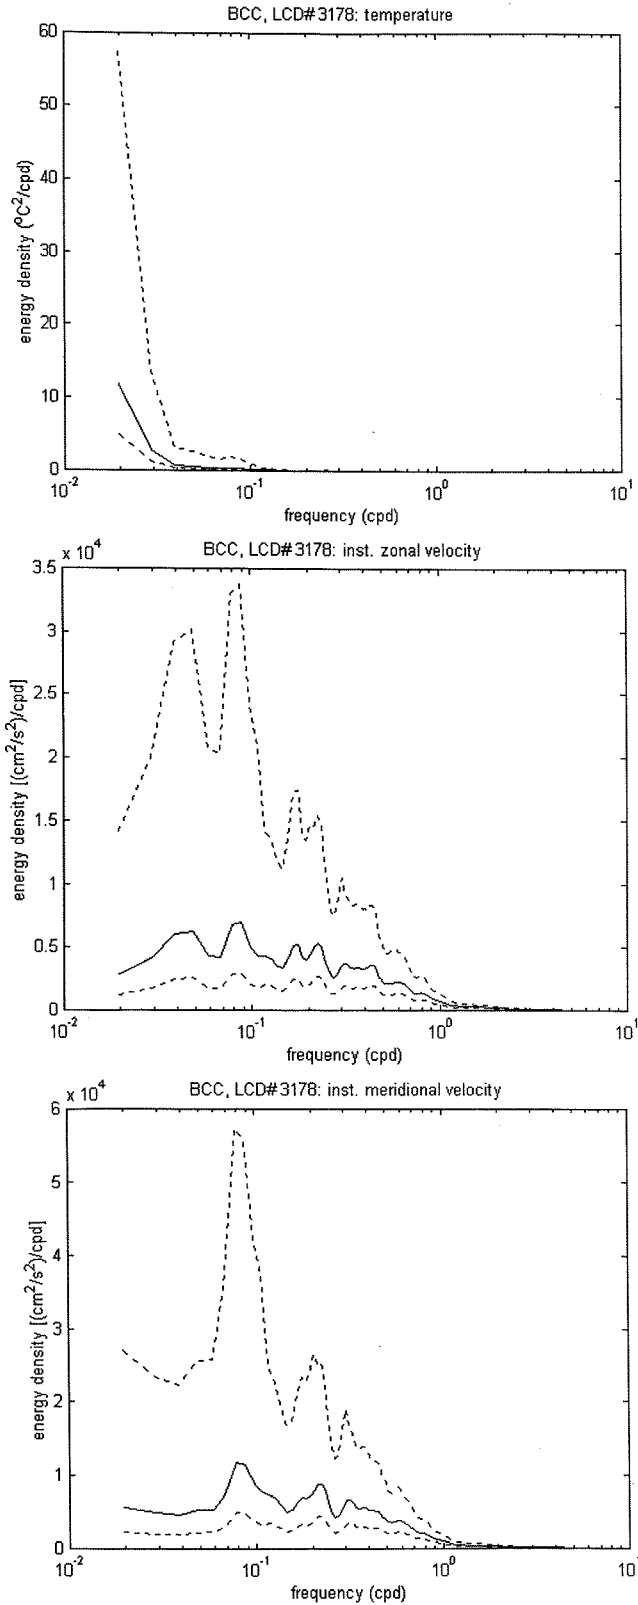 BCC, LCD#3178: temperature
60
50
40
30
20
10
0
energy density (°C²/cpd)
10⁻² 10⁻¹ 10⁰ 10¹
frequency (cpd)
BCC, LCD#3178: inst. zonal velocity
x 10⁴
3.5
3
2.5
2
1.5
1
0.5
0
energy density [(cm²/s²)/cpd]
10⁻² 10⁻¹ 10⁰ 10¹
frequency (cpd)
BCC, LCD#3178: inst. meridional velocity
x 10⁴
6
5
4
3
2
1
0
energy density [(cm²/s²)/cpd]
10⁻² 10⁻¹ 10⁰ 10
frequency (cpd)